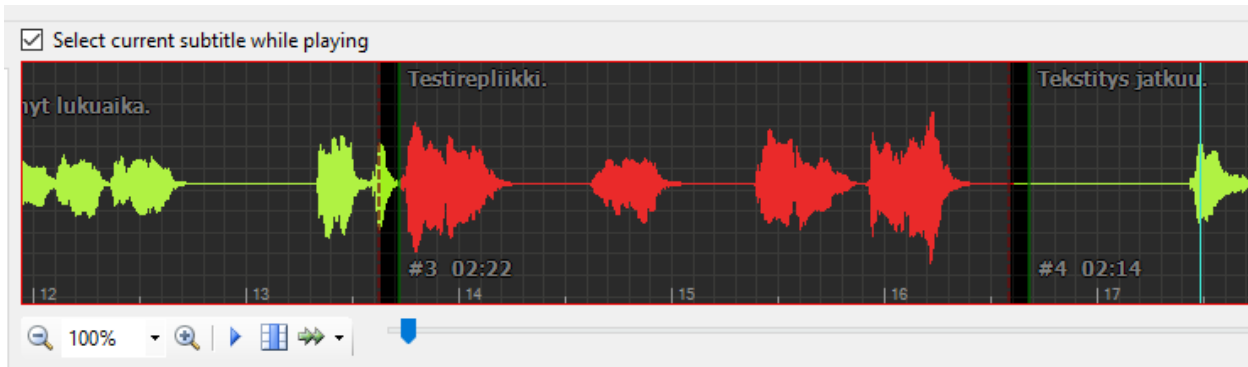 Select current subtitle while playing
Testirepliikki.
Tekstitys jatkuu.
nyt lukuaika.
#3 02:22
#4 02:14
12
13
14
15
16
17
100%